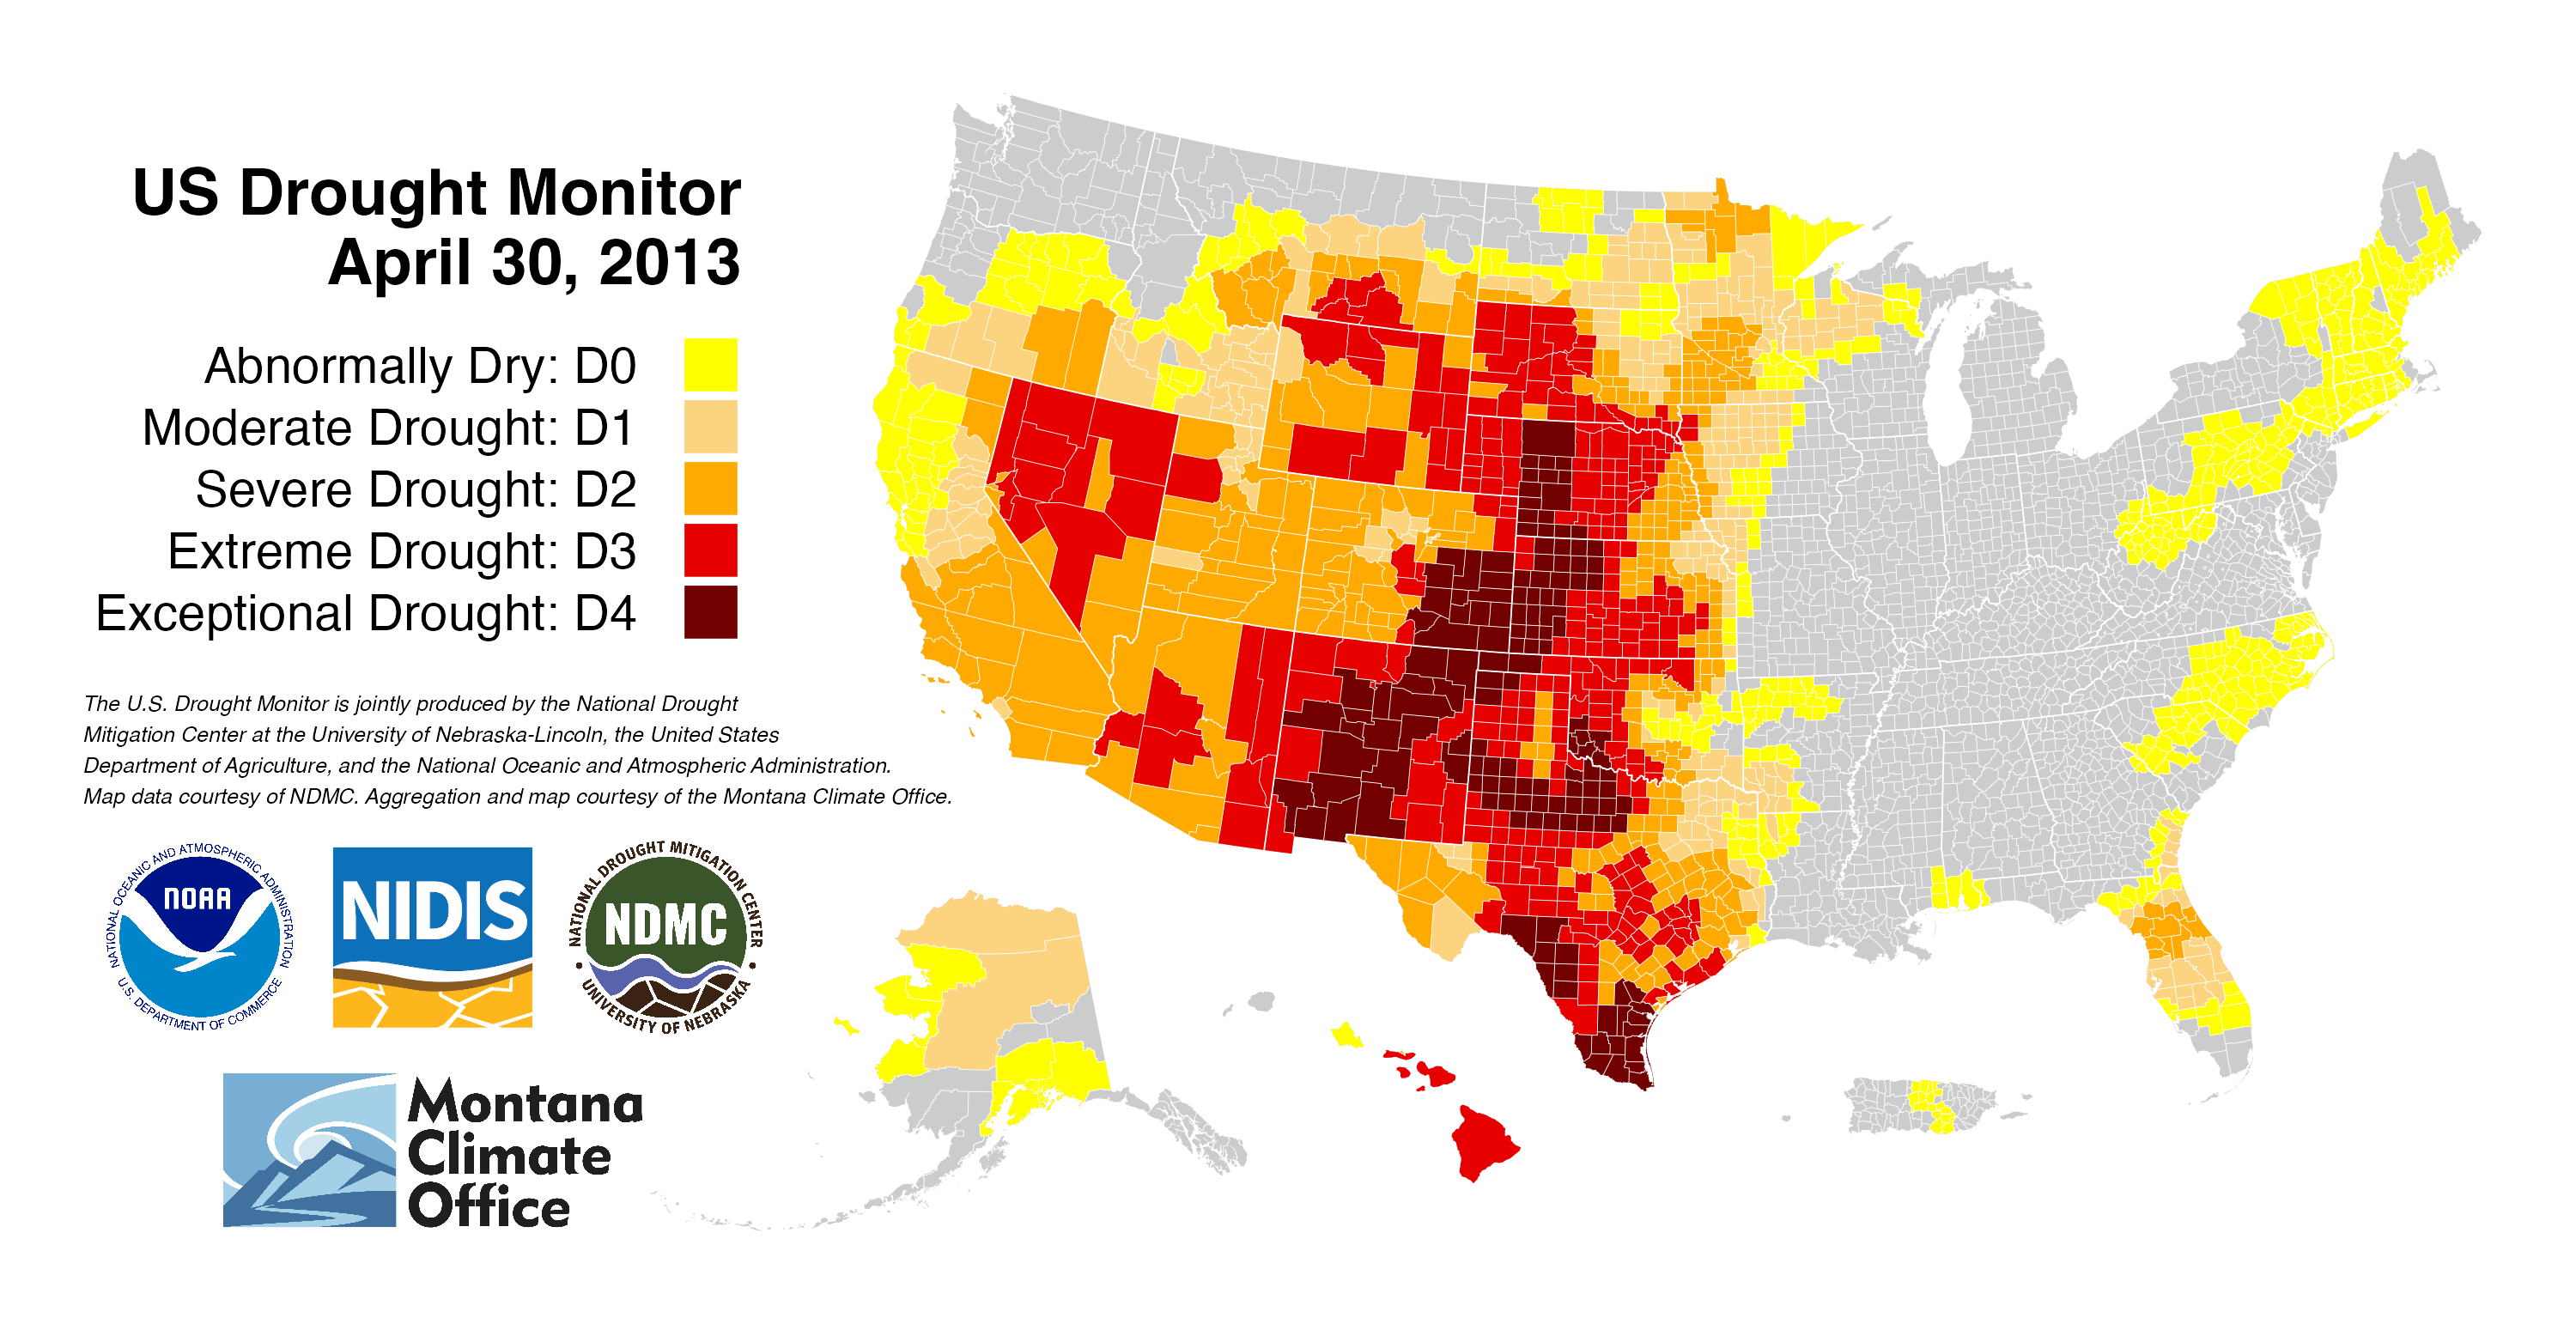 US Drought Monitor
April 30, 2013
Abnormally Dry: D0
Moderate Drought: D1
Severe Drought: D2
Extreme Drought: D3
Exceptional Drought: D4
The U.S. Drought Monitor is jointly produced by the National Drought
Mitigation Center at the University of Nebraska-Lincoln, the United States
Department of Agriculture, and the National Oceanic and Atmospheric Administration.
Map data courtesy of NDMC. Aggregation and map courtesy of the Montana Climate Office.
NATIONAL OCEANIC AND ATMOSPHERIC ADMINISTRATION
NOAA
U.S. DEPARTMENT OF COMMERCE
NIDIS
NATIONAL DROUGHT MITIGATION CENTER
NDMC
UNIVERSITY OF NEBRASKA
Montana
Climate
Office